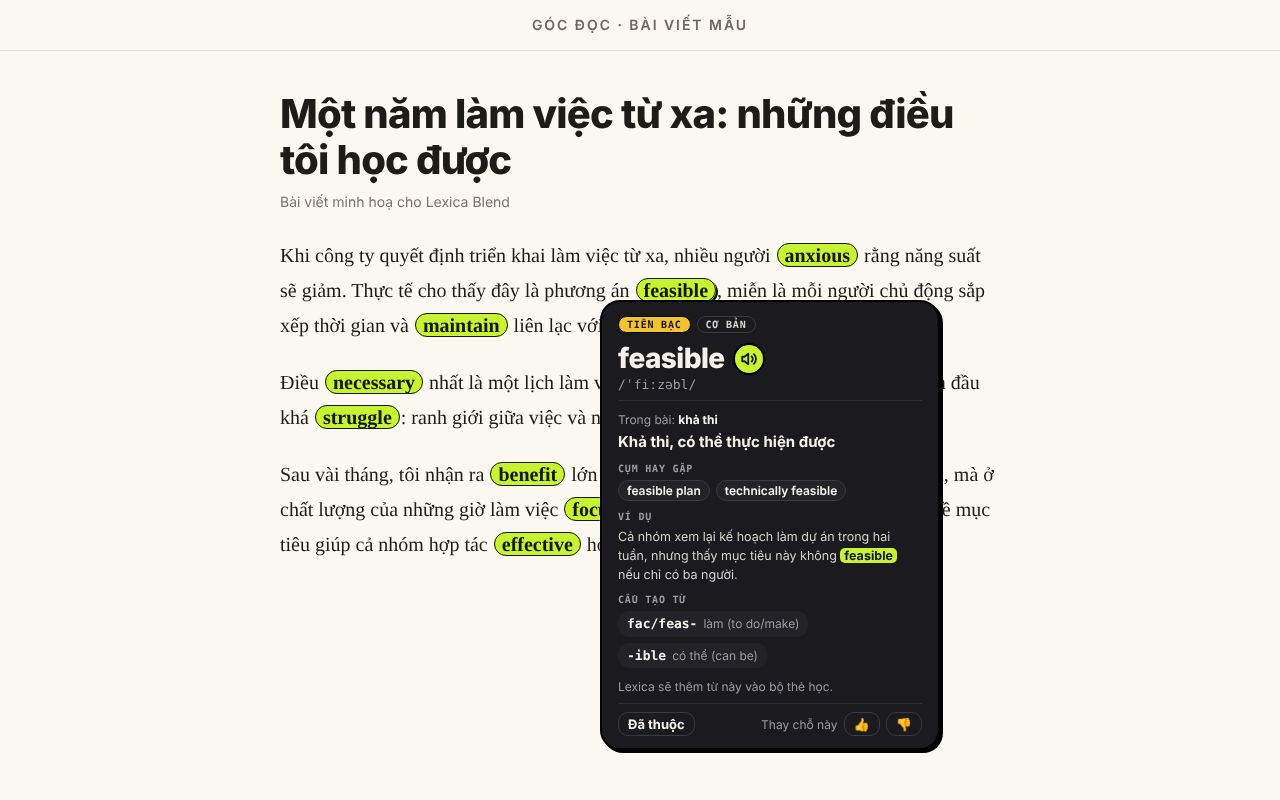 GÓC ĐỌC · BÀI VIẾT MẪU
Một năm làm việc từ xa: những điều
tôi học được
Bài viết minh hoạ cho Lexica Blend
Khi công ty quyết định triển khai làm việc từ xa, nhiều người anxious rằng năng suất
sẽ giảm. Thực tế cho thấy đây là phương án feasible, miễn là mỗi người chủ động sắp
xếp thời gian và maintain liên lạc với
Điều necessary nhất là một lịch làm đầu
khá struggle: ranh giới giữa việc và
Sau vài tháng, tôi nhận ra benefit lớn , mà ở
chất lượng của những giờ làm việc mục
tiêu giúp cả nhóm hợp tác effective
TIỀN BẠC CƠ BẢN
feasible
/ˈfiːzəbl/
Trong bài: khả thi
Khả thi, có thể thực hiện được
CỤM HAY GẶP
feasible plan technically feasible
VÍ DỤ
Cả nhóm xem lại kế hoạch làm dự án trong hai
tuần, nhưng thấy mục tiêu này không feasible
nếu chỉ có ba người.
CẤU TẠO TỪ
fac/feas- làm (to do/make)
-ible có thể (can be)
Lexica sẽ thêm từ này vào bộ thẻ học.
Đã thuộc Thay chỗ này 👍 👎